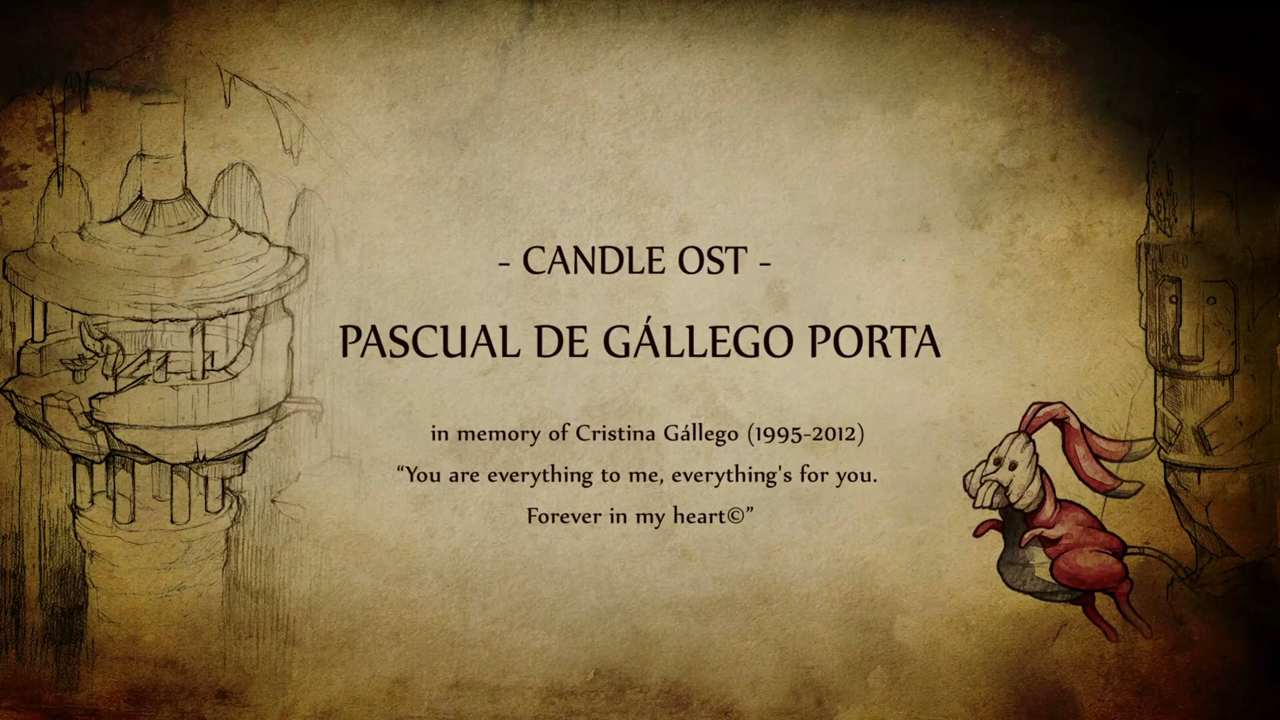 - CANDLE OST -
PASCUAL DE GÁLLEGO PORTA
in memory of Cristina Gállego (1995-2012)
“You are everything to me, everything's for you.
Forever in my heart©”